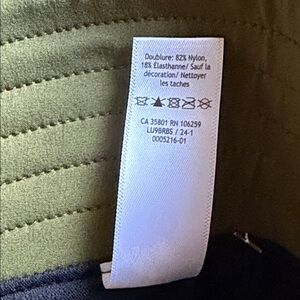 Doublure: 82% Nylon,
18% Élasthanne/ Sauf la
décoration/ Nettoyer
les taches
CA 35801 RN 106259
LU9BRBS / 24-1
0005216-01